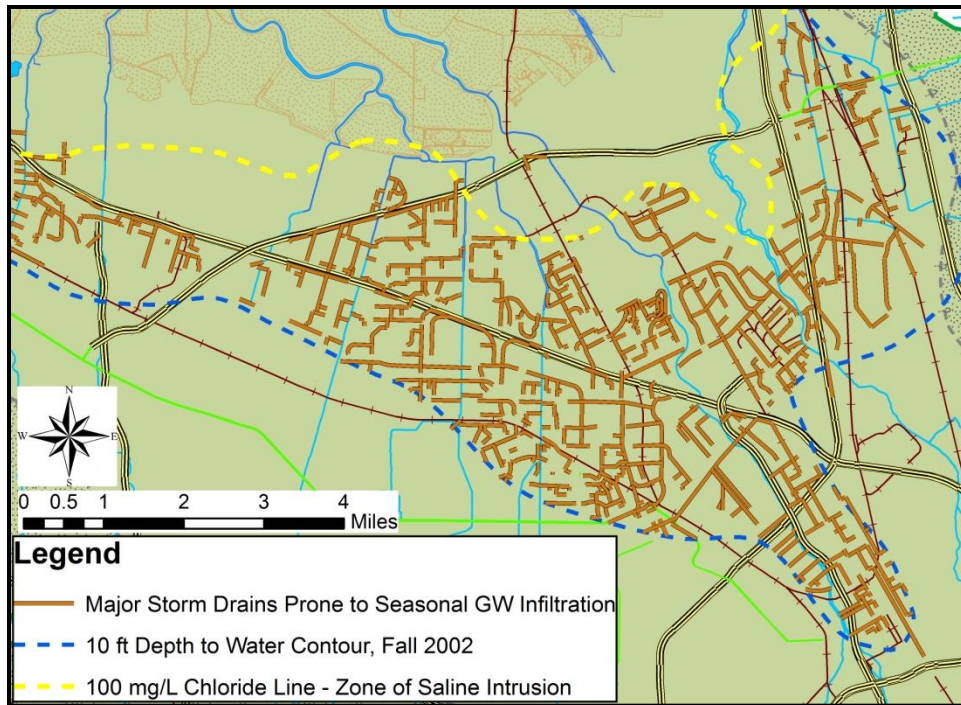 N
W E
S
0 0.5 1 2 3 4
Miles
Legend
Major Storm Drains Prone to Seasonal GW Infiltration
10 ft Depth to Water Contour, Fall 2002
100 mg/L Chloride Line - Zone of Saline Intrusion